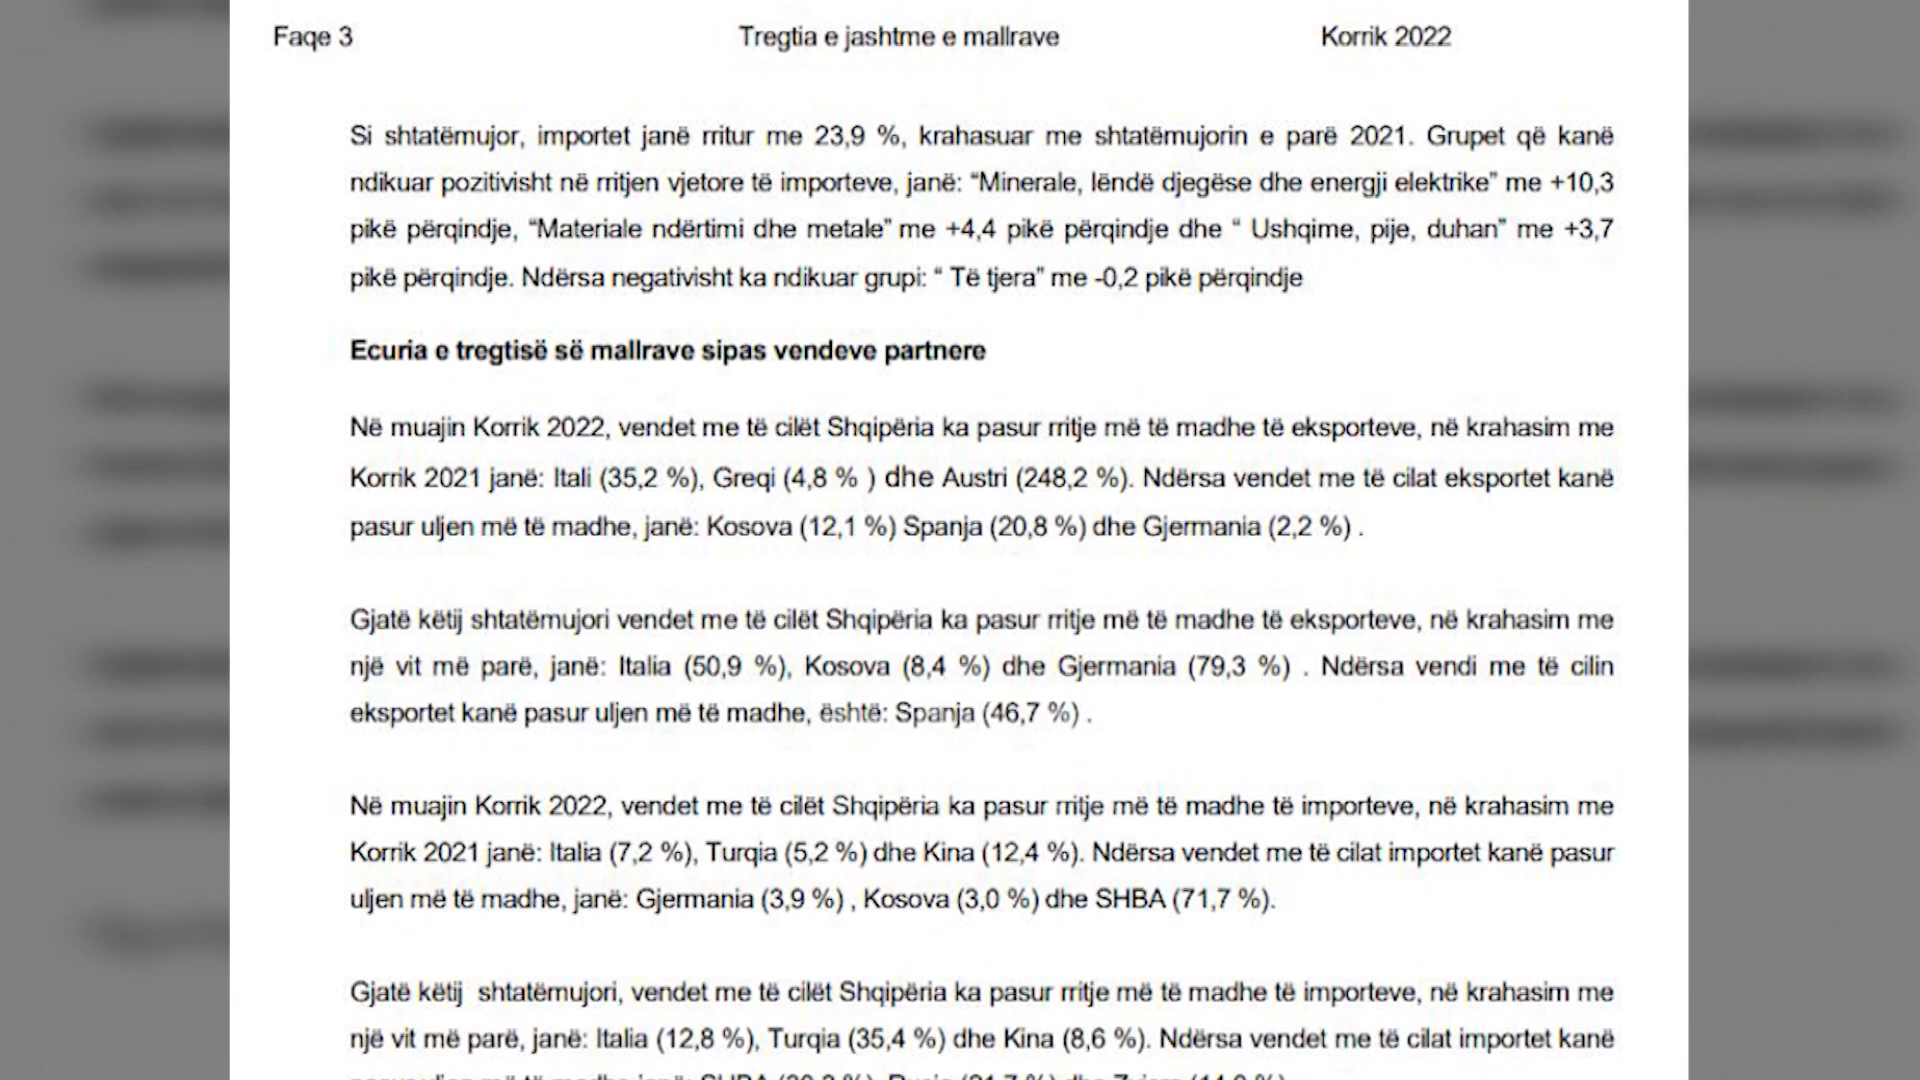 Faqe 3 Tregtia e jashtme e mallrave Korrik 2022
Si shtatëmujor, importet janë rritur me 23,9 %, krahasuar me shtatëmujorin e parë 2021. Grupet që kanë
ndikuar pozitivisht në rritjen vjetore të importeve, janë: “Minerale, lëndë djegëse dhe energji elektrike” me +10,3
pikë përqindje, “Materiale ndërtimi dhe metale” me +4,4 pikë përqindje dhe “ Ushqime, pije, duhan” me +3,7
pikë përqindje. Ndërsa negativisht ka ndikuar grupi: “ Të tjera” me -0,2 pikë përqindje
Ecuria e tregtisë së mallrave sipas vendeve partnere
Në muajin Korrik 2022, vendet me të cilët Shqipëria ka pasur rritje më të madhe të eksporteve, në krahasim me
Korrik 2021 janë: Itali (35,2 %), Greqi (4,8 % ) dhe Austri (248,2 %). Ndërsa vendet me të cilat eksportet kanë
pasur uljen më të madhe, janë: Kosova (12,1 %) Spanja (20,8 %) dhe Gjermania (2,2 %) .
Gjatë këtij shtatëmujori vendet me të cilët Shqipëria ka pasur rritje më të madhe të eksporteve, në krahasim me
një vit më parë, janë: Italia (50,9 %), Kosova (8,4 %) dhe Gjermania (79,3 %) . Ndërsa vendi me të cilin
eksportet kanë pasur uljen më të madhe, është: Spanja (46,7 %) .
Në muajin Korrik 2022, vendet me të cilët Shqipëria ka pasur rritje më të madhe të importeve, në krahasim me
Korrik 2021 janë: Italia (7,2 %), Turqia (5,2 %) dhe Kina (12,4 %). Ndërsa vendet me të cilat importet kanë pasur
uljen më të madhe, janë: Gjermania (3,9 %) , Kosova (3,0 %) dhe SHBA (71,7 %).
Gjatë këtij shtatëmujori, vendet me të cilët Shqipëria ka pasur rritje më të madhe të importeve, në krahasim me
një vit më parë, janë: Italia (12,8 %), Turqia (35,4 %) dhe Kina (8,6 %). Ndërsa vendet me të cilat importet kanë